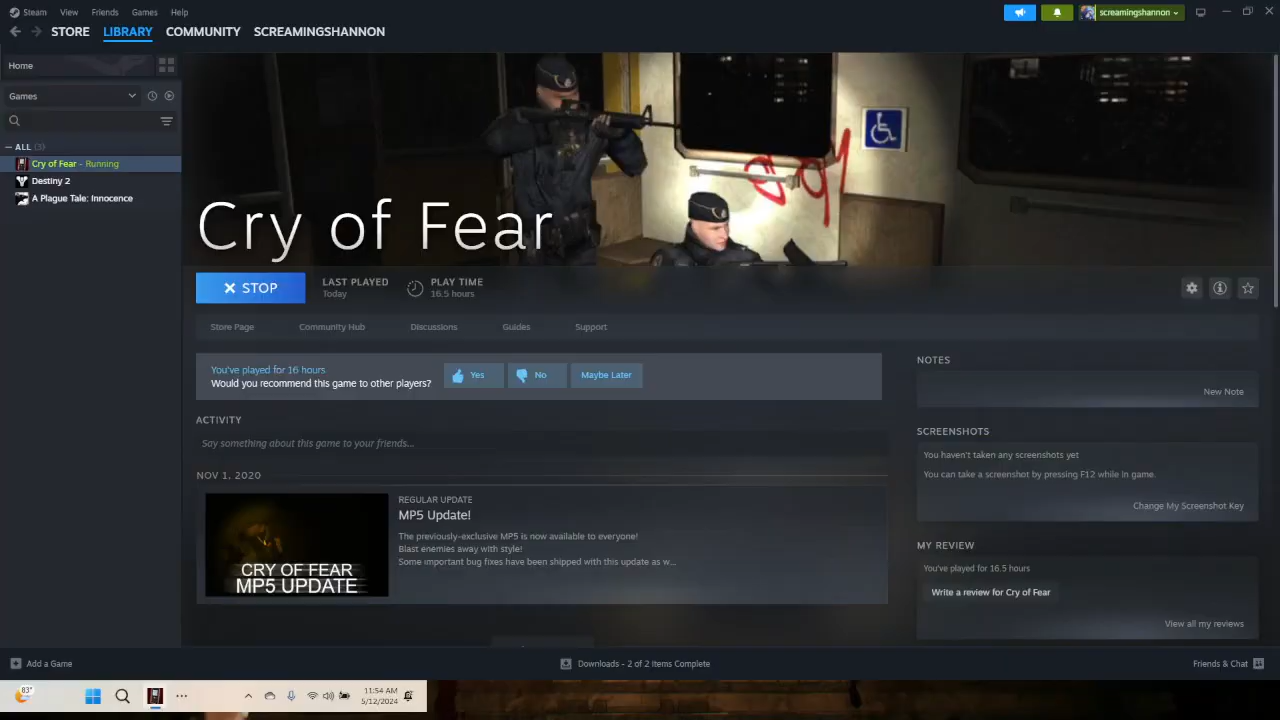 Steam View Friends Games Help
screamingshannon
STORE LIBRARY COMMUNITY SCREAMINGSHANNON
Home
Games
ALL (3)
Cry of Fear - Running
Destiny 2
A Plague Tale: Innocence
Cry of Fear
STOP
LAST PLAYED
Today
PLAY TIME
16.5 hours
Store Page Community Hub Discussions Guides Support
You've played for 16 hours
Would you recommend this game to other players?
Yes No Maybe Later
ACTIVITY
Say something about this game to your friends...
NOV 1, 2020
CRY OF FEAR
MP5 UPDATE
REGULAR UPDATE
MP5 Update!
The previously-exclusive MP5 is now available to everyone!
Blast enemies away with style!
Some important bug fixes have been shipped with this update as w...
NOTES
New Note
SCREENSHOTS
You haven't taken any screenshots yet
You can take a screenshot by pressing F12 while in game.
Change My Screenshot Key
MY REVIEW
You've played for 16.5 hours
Write a review for Cry of Fear
View all my reviews
Add a Game
Downloads - 2 of 2 Items Complete
Friends & Chat
83°
11:54 AM
5/12/2024